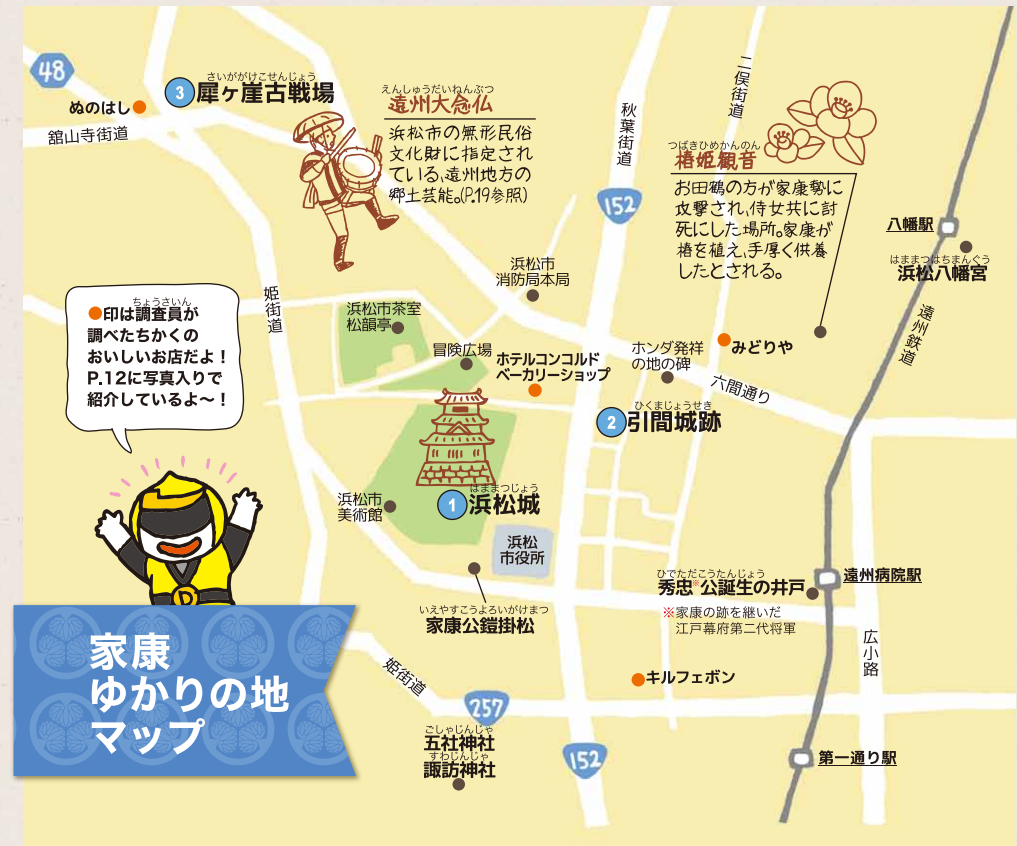 48
さいががけこせんじょう
3 犀ヶ崖古戦場
ぬのはし
舘山寺街道
えんしゅうだいねんぶつ
遠州大念仏
浜松市の無形民俗
文化財に指定され
ている、遠州地方の
郷土芸能。(P.19参照)
秋葉街道
152
二俣街道
つばきひめかんのん
椿姫観音
お田鶴の方が家康勢に
攻撃され、侍女共に討
死にした場所。家康が
椿を植え、手厚く供養
したとされる。
八幡駅
はままつはちまんぐう
浜松八幡宮
遠州鉄道
浜松市
消防局本局
姫街道
浜松市茶室
松韻亭
冒険広場
ホテルコンコルド
ベーカリーショップ
ホンダ発祥
の地の碑
みどりや
六間通り
ひくまじょうせき
2 引間城跡
●印は調査員が
ちょうさいん
調べたちかくの
おいしいお店だよ!
P.12に写真入りで
紹介しているよ〜!
はままつじょう
1 浜松城
浜松市
美術館
浜松
市役所
いえやすこうよろいがけまつ
家康公鎧掛松
ひでただこうたんじょう
秀忠※公誕生の井戸
※家康の跡を継いだ
江戸幕府第二代将軍
遠州病院駅
広小路
D
家康
ゆかりの地
マップ
姫街道
257
キルフェボン
ごしゃじんじゃ
五社神社
すわじんじゃ
諏訪神社
152
第一通り駅